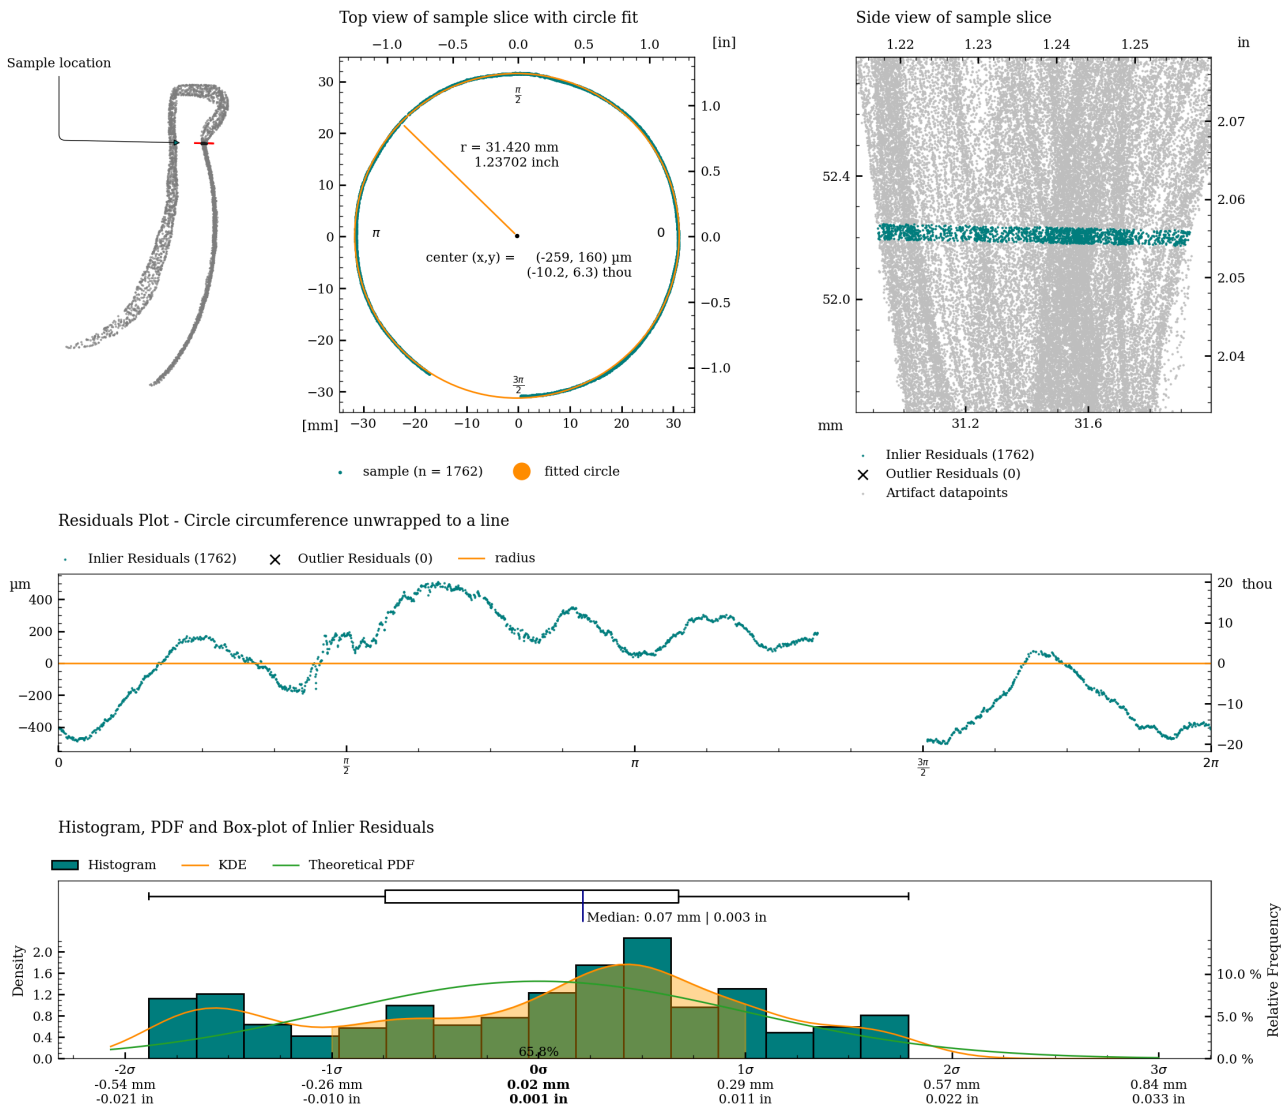 Sample location
Top view of sample slice with circle fit
−1.0 −0.5 0.0 0.5 1.0 [in]
30
20
10
0
−10
−20
−30
1.0
0.5
0.0
−0.5
−1.0
π/2
r = 31.420 mm
1.23702 inch
π 0
center (x,y) = (-259, 160) µm
(-10.2, 6.3) thou
3π/2
[mm] −30 −20 −10 0 10 20 30
sample (n = 1762) fitted circle
Side view of sample slice
1.22 1.23 1.24 1.25 in
52.4
52.0
2.07
2.06
2.05
2.04
mm 31.2 31.6
Inlier Residuals (1762)
Outlier Residuals (0)
Artifact datapoints
Residuals Plot - Circle circumference unwrapped to a line
Inlier Residuals (1762) Outlier Residuals (0) radius
µm
400
200
0
−200
−400
20 thou
10
0
−10
−20
0 π/2 π 3π/2 2π
Histogram, PDF and Box-plot of Inlier Residuals
Histogram KDE Theoretical PDF
Median: 0.07 mm | 0.003 in
Density
2.0
1.6
1.2
0.8
0.4
0.0
Relative Frequency
10.0 %
5.0 %
0.0 %
65.8%
-2σ -1σ 0σ 1σ 2σ 3σ
-0.54 mm -0.26 mm 0.02 mm 0.29 mm 0.57 mm 0.84 mm
-0.021 in -0.010 in 0.001 in 0.011 in 0.022 in 0.033 in